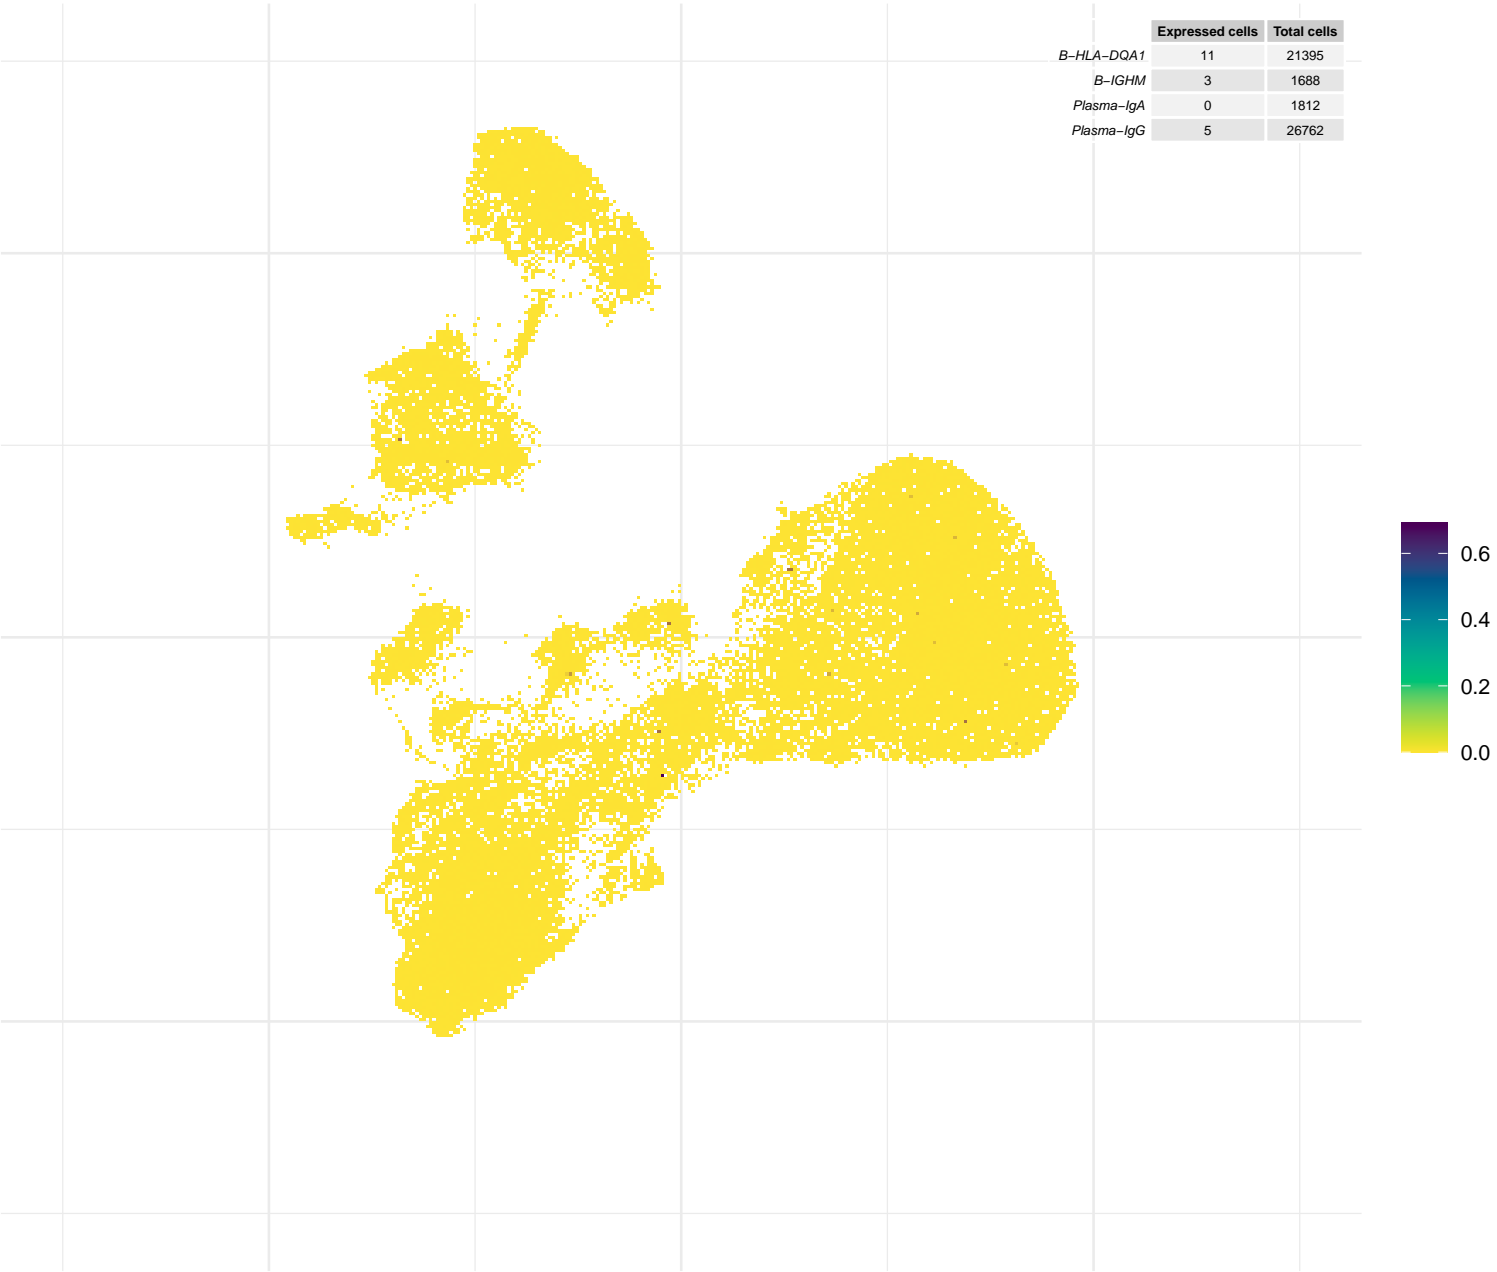 Expressed cells Total cells
B-HLA-DQA1 11 21395
B-IGHM 3 1688
Plasma-IgA 0 1812
Plasma-IgG 5 26762
0.6
0.4
0.2
0.0